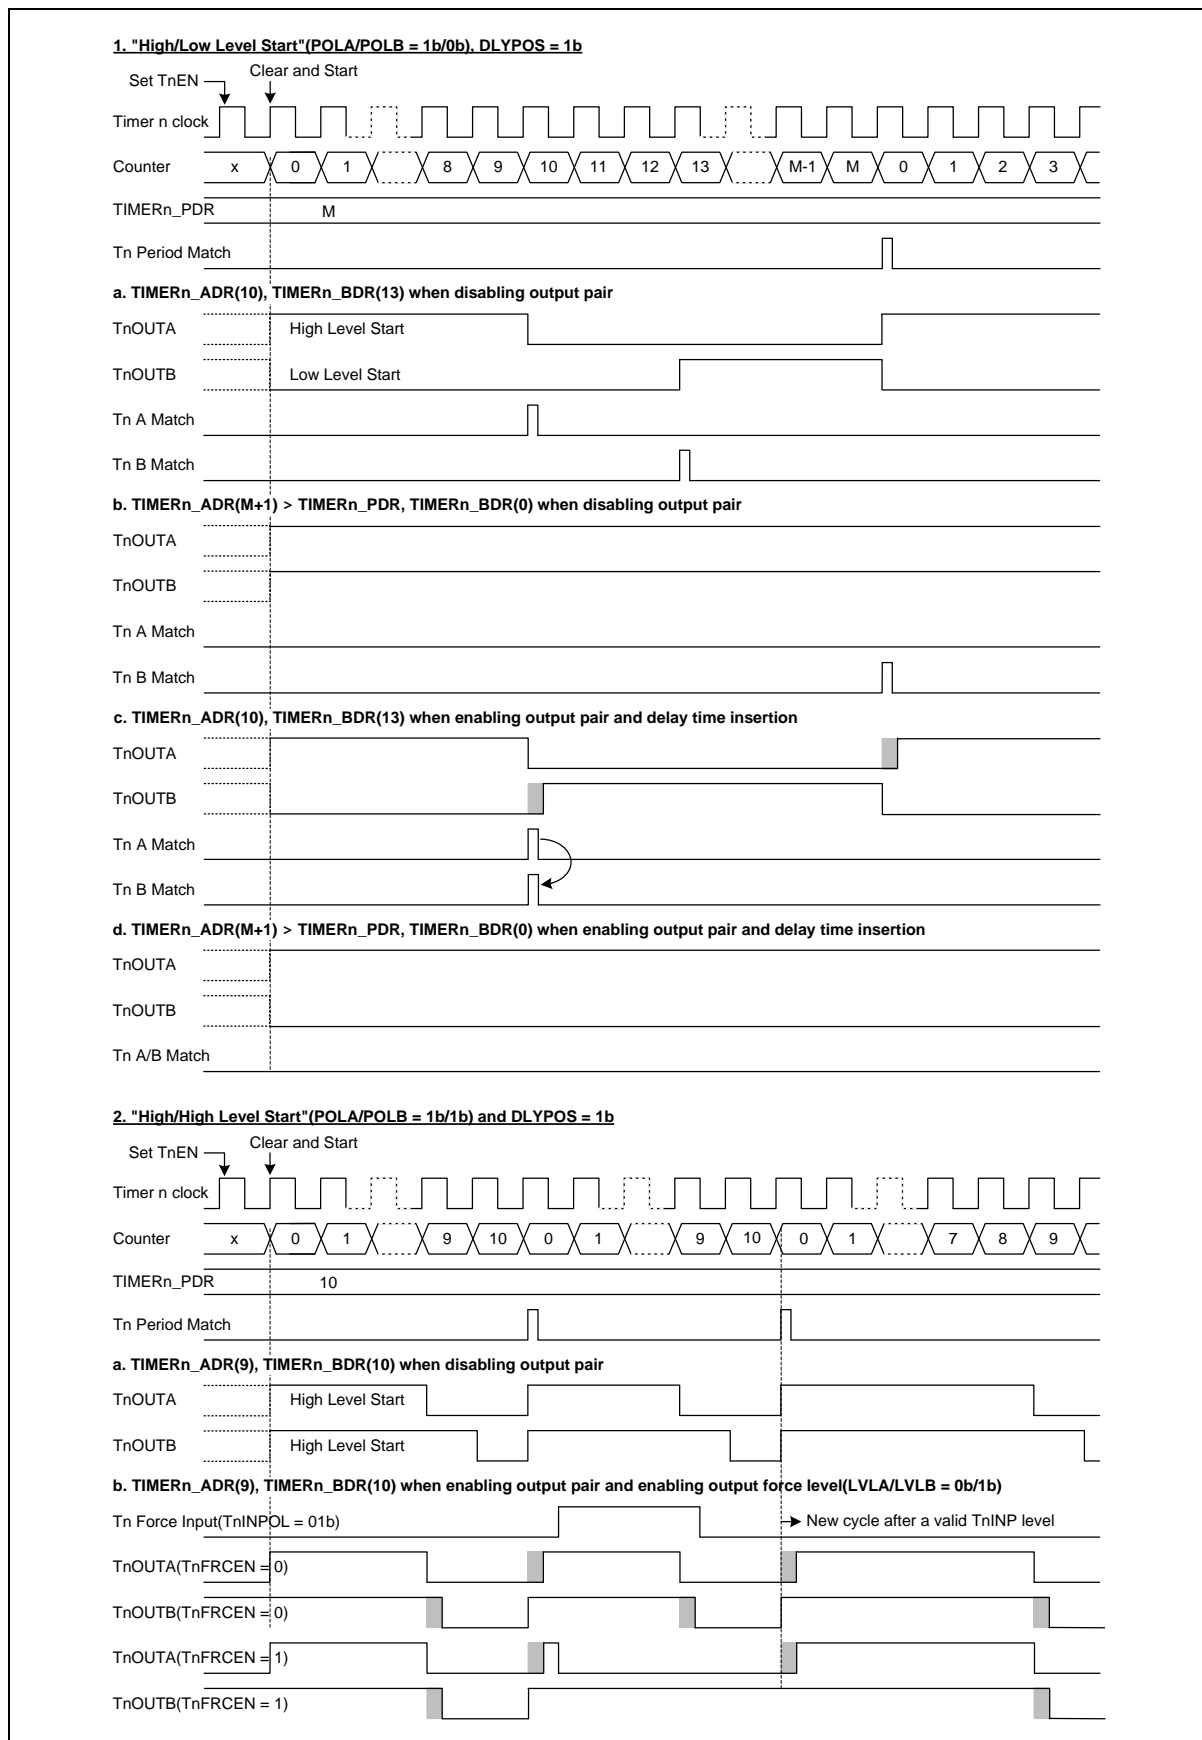 1. "High/Low Level Start"(POLA/POLB = 1b/0b), DLYPOS = 1b
Set TnEN
Clear and Start
Timer n clock
Counter x 0 1 8 9 10 11 12 13 M-1 M 0 1 2 3
TIMERn_PDR M
Tn Period Match
a. TIMERn_ADR(10), TIMERn_BDR(13) when disabling output pair
TnOUTA High Level Start
TnOUTB Low Level Start
Tn A Match
Tn B Match
b. TIMERn_ADR(M+1) > TIMERn_PDR, TIMERn_BDR(0) when disabling output pair
TnOUTA
TnOUTB
Tn A Match
Tn B Match
c. TIMERn_ADR(10), TIMERn_BDR(13) when enabling output pair and delay time insertion
TnOUTA
TnOUTB
Tn A Match
Tn B Match
d. TIMERn_ADR(M+1) > TIMERn_PDR, TIMERn_BDR(0) when enabling output pair and delay time insertion
TnOUTA
TnOUTB
Tn A/B Match
2. "High/High Level Start"(POLA/POLB = 1b/1b) and DLYPOS = 1b
Set TnEN
Clear and Start
Timer n clock
Counter x 0 1 9 10 0 1 9 10 0 1 7 8 9
TIMERn_PDR 10
Tn Period Match
a. TIMERn_ADR(9), TIMERn_BDR(10) when disabling output pair
TnOUTA High Level Start
TnOUTB High Level Start
b. TIMERn_ADR(9), TIMERn_BDR(10) when enabling output pair and enabling output force level(LVLA/LVLB = 0b/1b)
Tn Force Input(TnINPOL = 01b) New cycle after a valid TnINP level
TnOUTA(TnFRCEN = 0)
TnOUTB(TnFRCEN = 0)
TnOUTA(TnFRCEN = 1)
TnOUTB(TnFRCEN = 1)